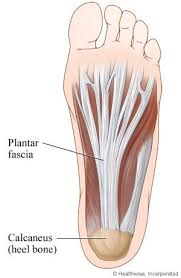 Plantar
fascia
Calcaneus
(heel bone)
© Healthwise, Incorporated